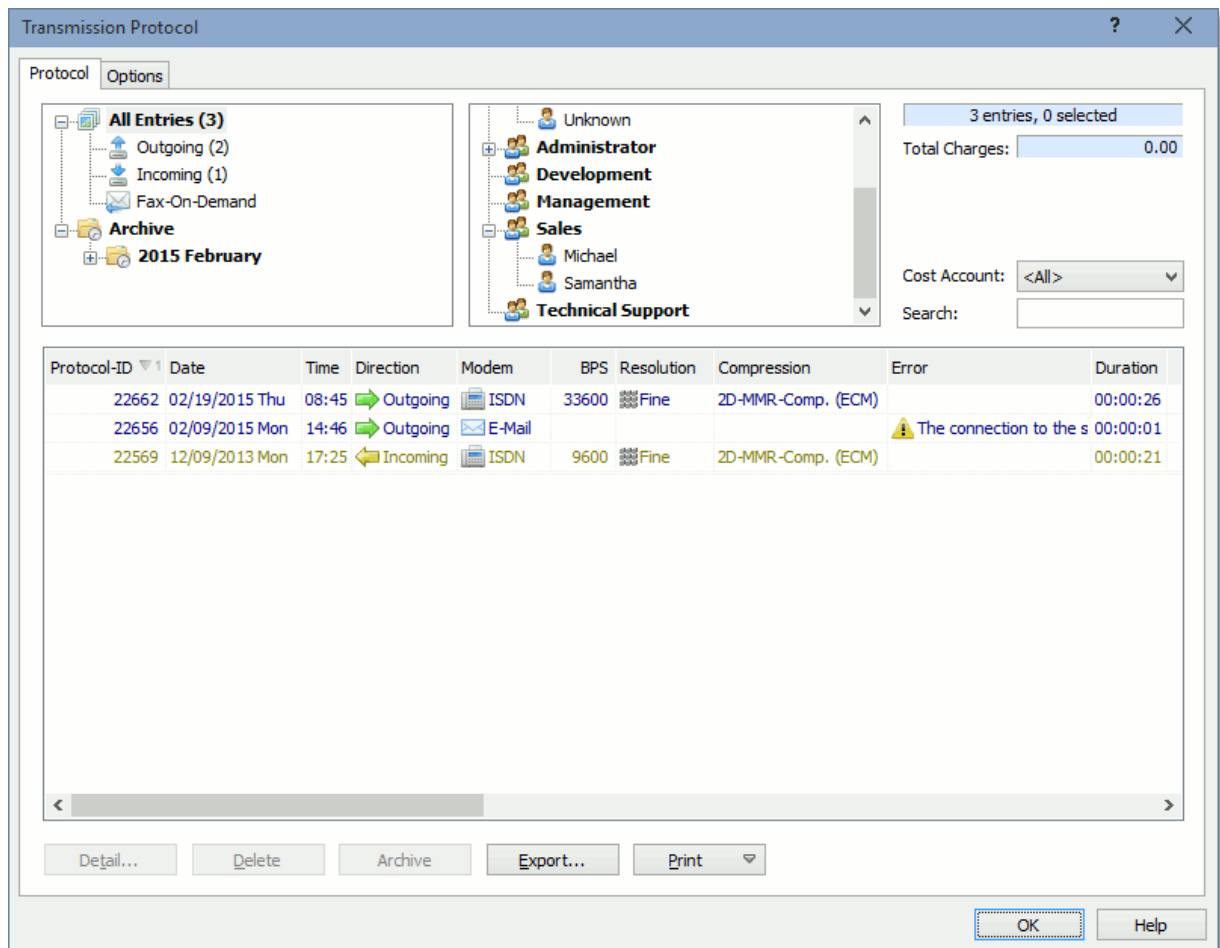 Transmission Protocol ?
Protocol Options
All Entries (3)
Outgoing (2)
Incoming (1)
Fax-On-Demand
Archive
2015 February
Unknown
Administrator
Development
Management
Sales
Michael
Samantha
Technical Support
3 entries, 0 selected
Total Charges: 0.00
Cost Account: <All>
Search:
Protocol-ID 1 Date Time Direction Modem BPS Resolution Compression Error Duration
22662 02/19/2015 Thu 08:45 Outgoing ISDN 33600 Fine 2D-MMR-Comp. (ECM) 00:00:26
22656 02/09/2015 Mon 14:46 Outgoing E-Mail The connection to the s 00:00:01
22569 12/09/2013 Mon 17:25 Incoming ISDN 9600 Fine 2D-MMR-Comp. (ECM) 00:00:21
Detail... Delete Archive Export... Print
OK Help